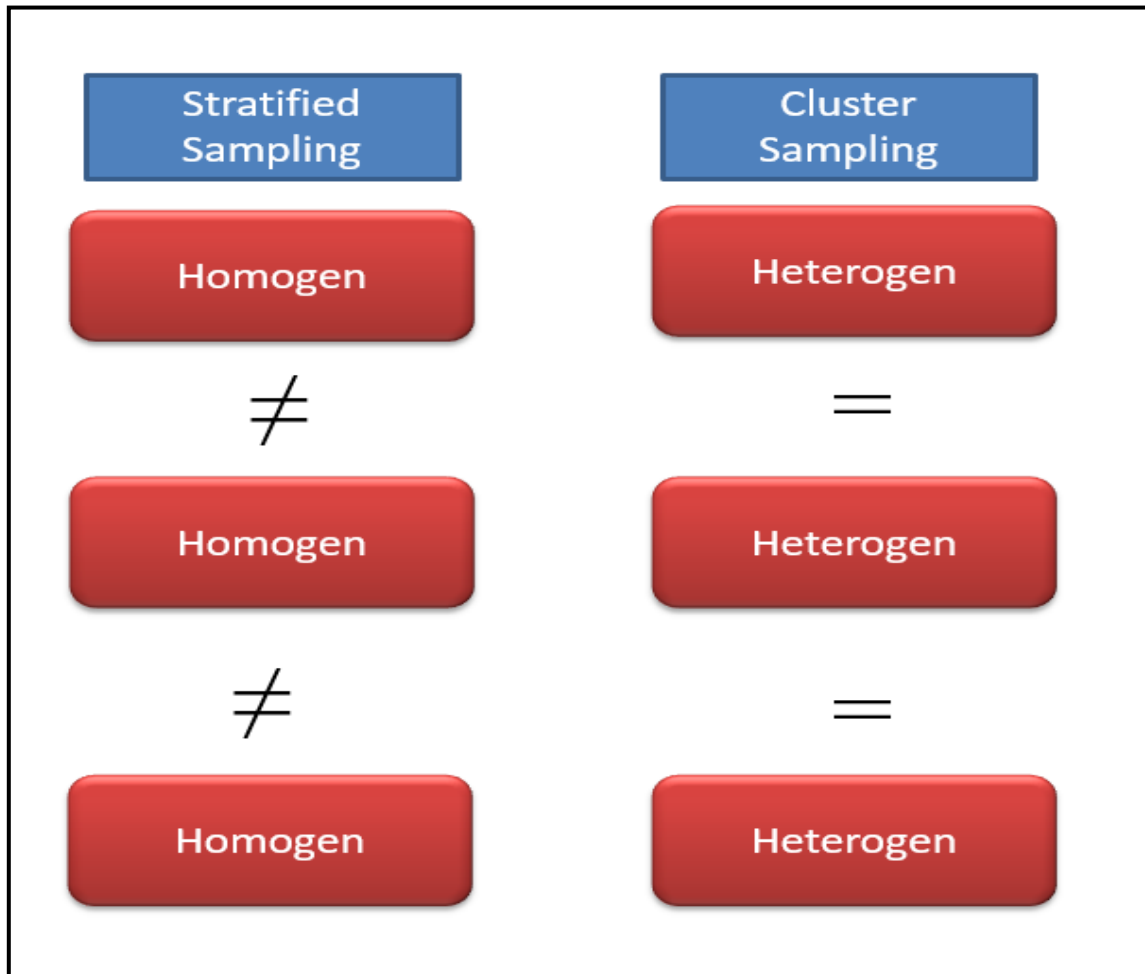 Stratified
Sampling
Homogen
≠
Homogen
≠
Homogen
Cluster
Sampling
Heterogen
=
Heterogen
=
Heterogen